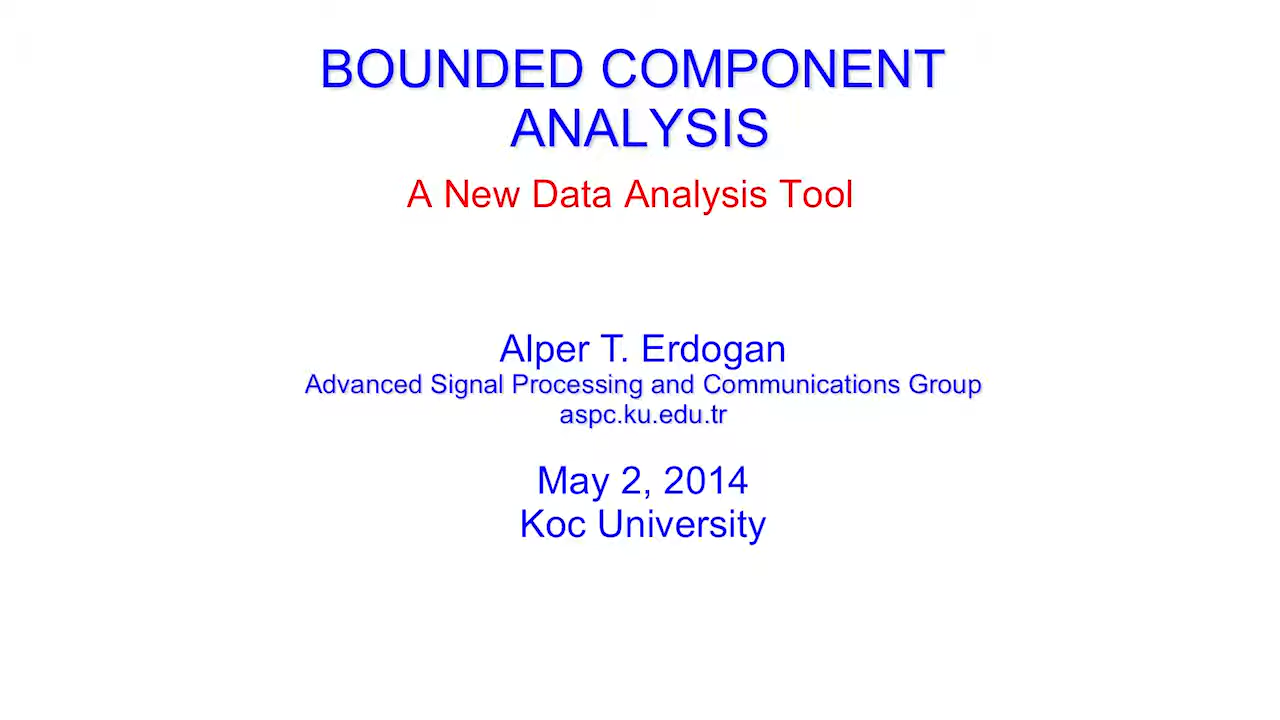 BOUNDED COMPONENT
ANALYSIS
A New Data Analysis Tool
Alper T. Erdogan
Advanced Signal Processing and Communications Group
aspc.ku.edu.tr
May 2, 2014
Koc University